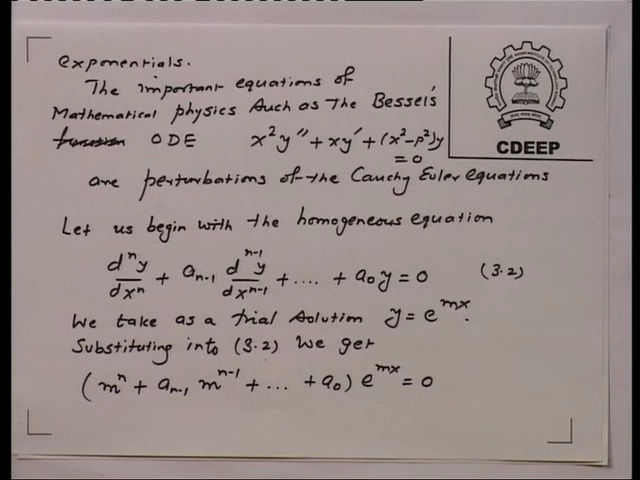 exponentials.
The important equations of
Mathematical physics such as the Bessel's
function ODE x²y″ + xy′ + (x²-p²)y
= 0
are perturbations of the Cauchy Euler equations
Let us begin with the homogeneous equation
dⁿy/dxⁿ + aₙ₋₁ dⁿ⁻¹y/dxⁿ⁻¹ + .... + a₀y = 0 (3.2)
We take as a trial solution y = e^{mx}.
Substituting into (3.2) we get
(mⁿ + aₙ₋₁ mⁿ⁻¹ + ... + a₀) e^{mx} = 0
CDEEP